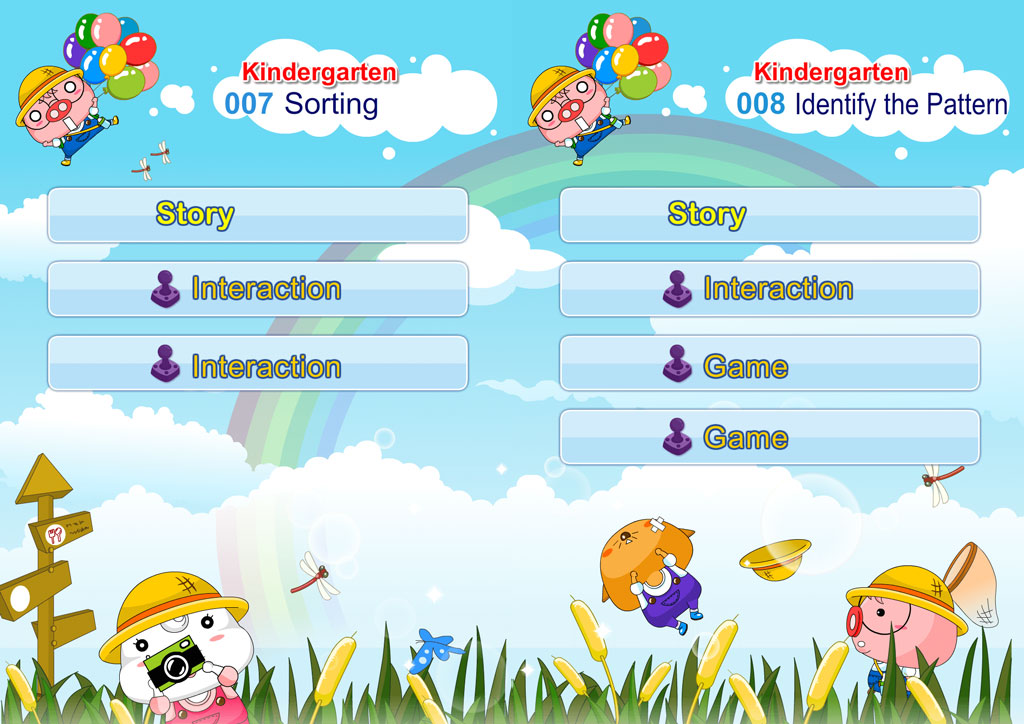 Kindergarten
007 Sorting
Story
Interaction
Interaction
Kindergarten
008 Identify the Pattern
Story
Interaction
Game
Game